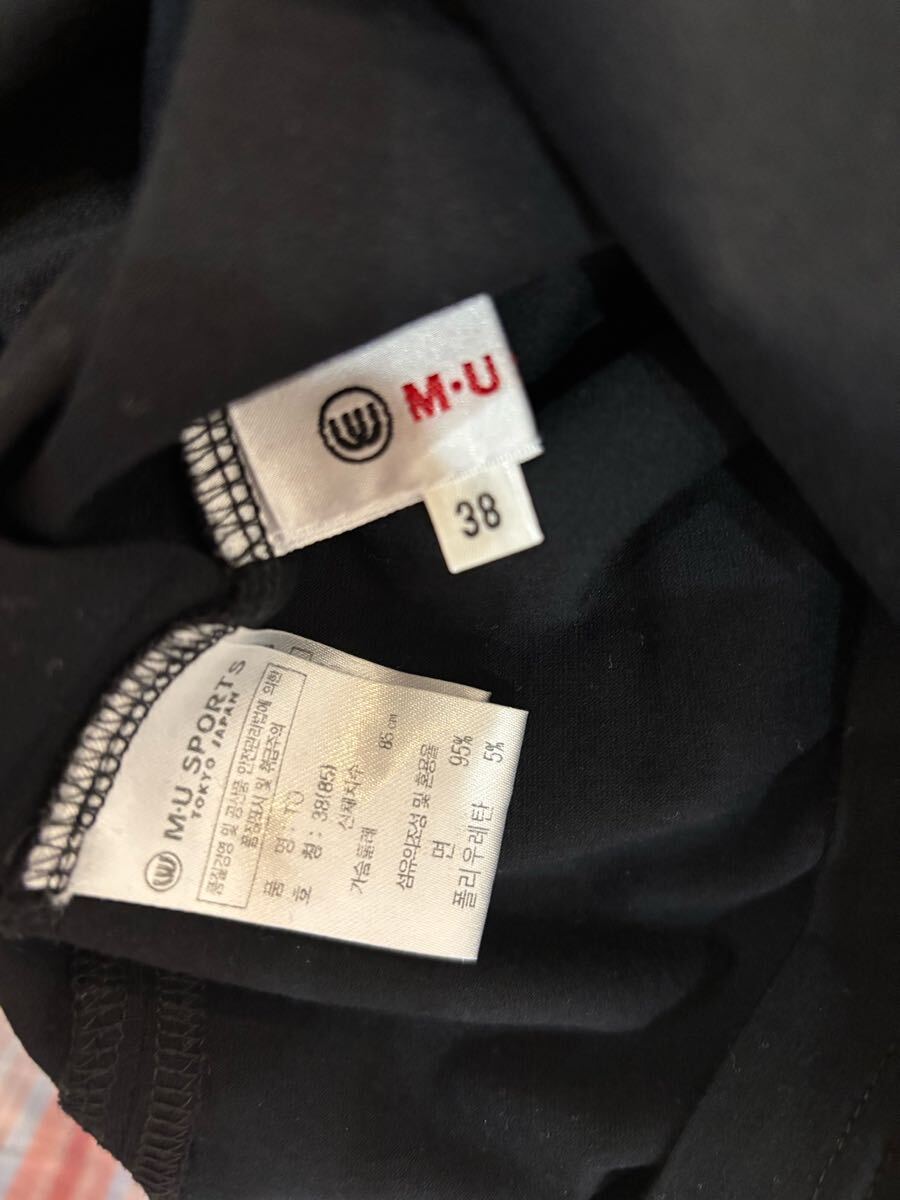 M·U
38
M·U SPORTS
TOKYO JAPAN
품질경영 및 공산품 안전관리법에 의한
품질표시 및 취급주의
품 명 : TO
호 칭 : 38(85)
신체치수
가슴둘레 85cm
섬유의조성 및 혼용율
면 95%
폴리우레탄 5%